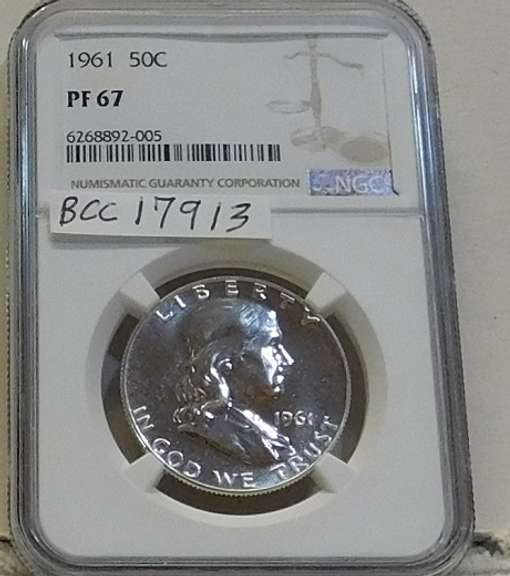 1961 50C
PF 67
6268892-005
NUMISMATIC GUARANTY CORPORATION
NGC
BCC 17913
LIBERTY
1961
IN GOD WE TRUST